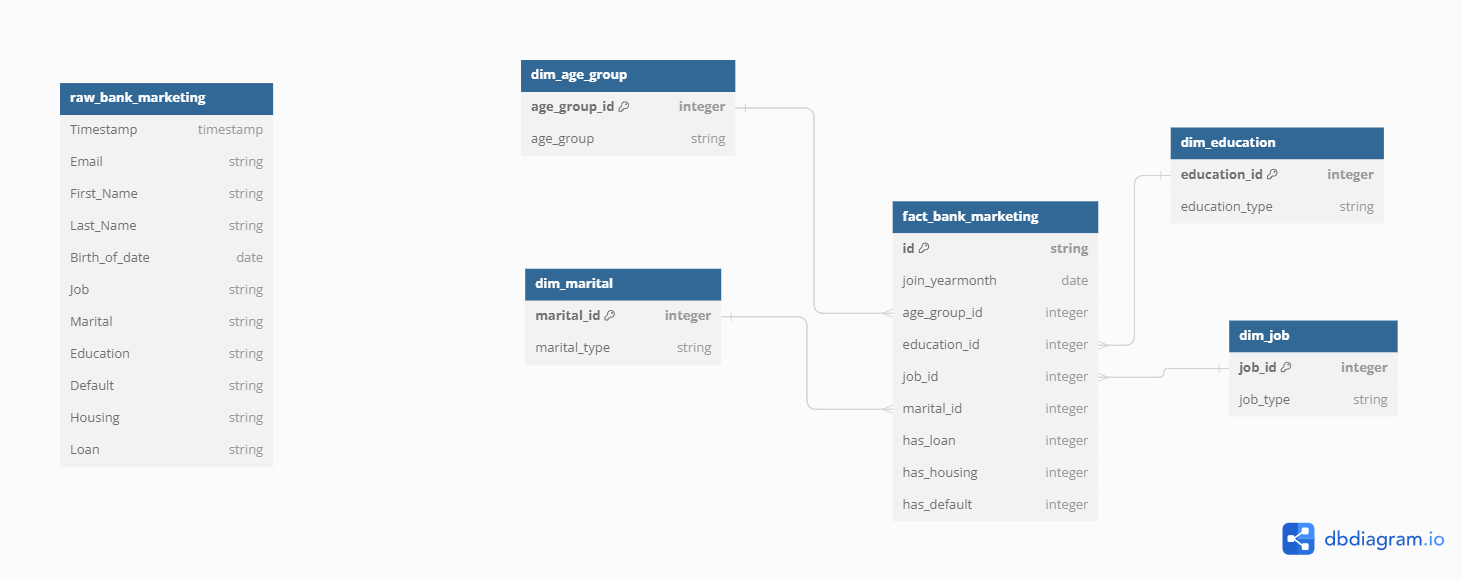 raw_bank_marketing
Timestamp timestamp
Email string
First_Name string
Last_Name string
Birth_of_date date
Job string
Marital string
Education string
Default string
Housing string
Loan string
dim_age_group
age_group_id integer
age_group string
dim_marital
marital_id integer
marital_type string
fact_bank_marketing
id string
join_yearmonth date
age_group_id integer
education_id integer
job_id integer
marital_id integer
has_loan integer
has_housing integer
has_default integer
dim_education
education_id integer
education_type string
dim_job
job_id integer
job_type string
dbdiagram.io